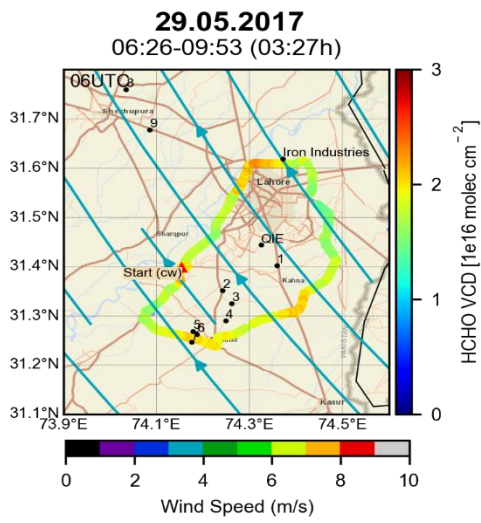 29.05.2017
06:26-09:53 (03:27h)
06UTC
8
Sheikhupura
9
31.7°N
31.6°N
31.5°N
31.4°N
31.3°N
31.2°N
31.1°N
Iron Industries
Lahore
QIE
Sharqpur
1
Start (cw)
Kahna
2
3
4
5
6
Kasur
73.9°E
74.1°E
74.3°E
74.5°E
3
2
1
0
HCHO VCD [1e16 molec cm⁻²]
0 2 4 6 8 10
Wind Speed (m/s)